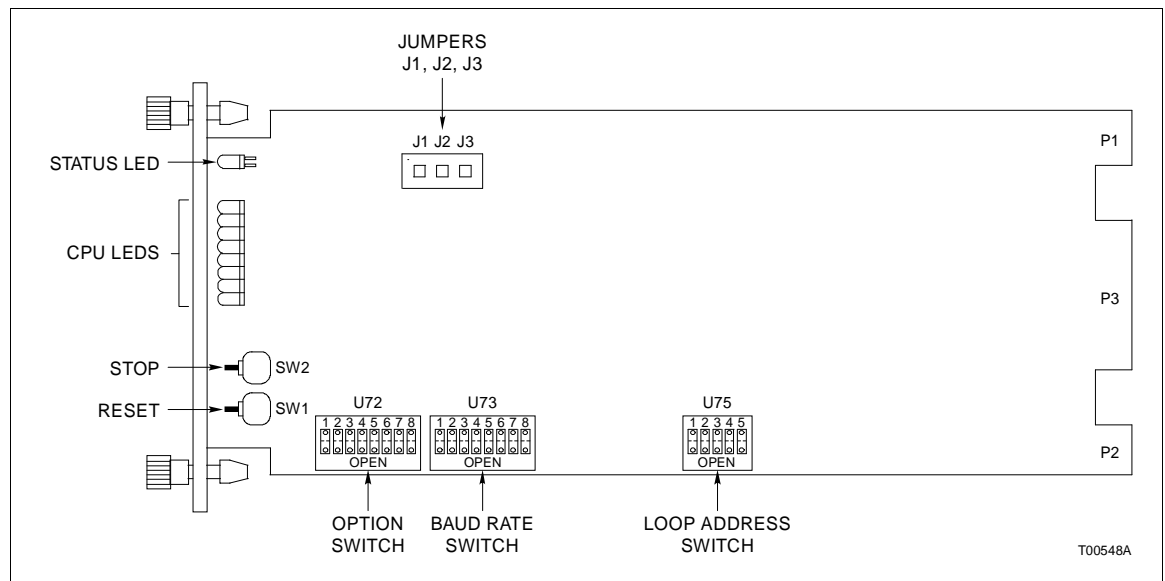 JUMPERS
J1, J2, J3
J1 J2 J3
P1
STATUS LED
CPU LEDS
P3
STOP
SW2
RESET
SW1
U72
U73
U75
1 2 3 4 5 6 7 8
1 2 3 4 5 6 7 8
1 2 3 4 5
OPEN
OPEN
OPEN
P2
OPTION
SWITCH
BAUD RATE
SWITCH
LOOP ADDRESS
SWITCH
T00548A